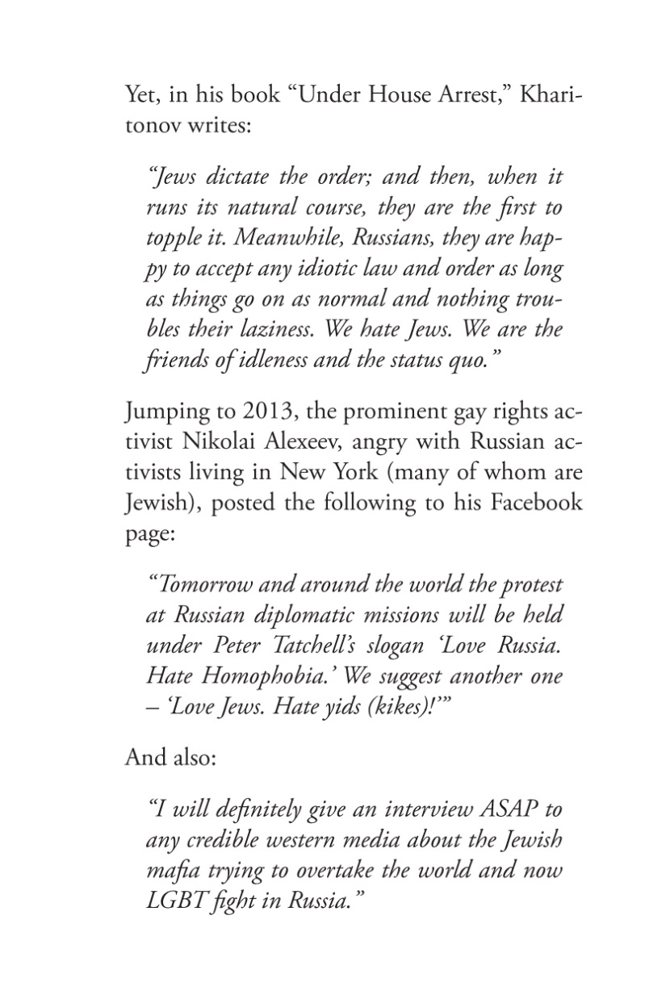 Yet, in his book “Under House Arrest,” Khari-
tonov writes:
“Jews dictate the order; and then, when it
runs its natural course, they are the first to
topple it. Meanwhile, Russians, they are hap-
py to accept any idiotic law and order as long
as things go on as normal and nothing trou-
bles their laziness. We hate Jews. We are the
friends of idleness and the status quo.”
Jumping to 2013, the prominent gay rights ac-
tivist Nikolai Alexeev, angry with Russian ac-
tivists living in New York (many of whom are
Jewish), posted the following to his Facebook
page:
“Tomorrow and around the world the protest
at Russian diplomatic missions will be held
under Peter Tatchell’s slogan ‘Love Russia.
Hate Homophobia.’ We suggest another one
– ‘Love Jews. Hate yids (kikes)!’”
And also:
“I will definitely give an interview ASAP to
any credible western media about the Jewish
mafia trying to overtake the world and now
LGBT fight in Russia.”